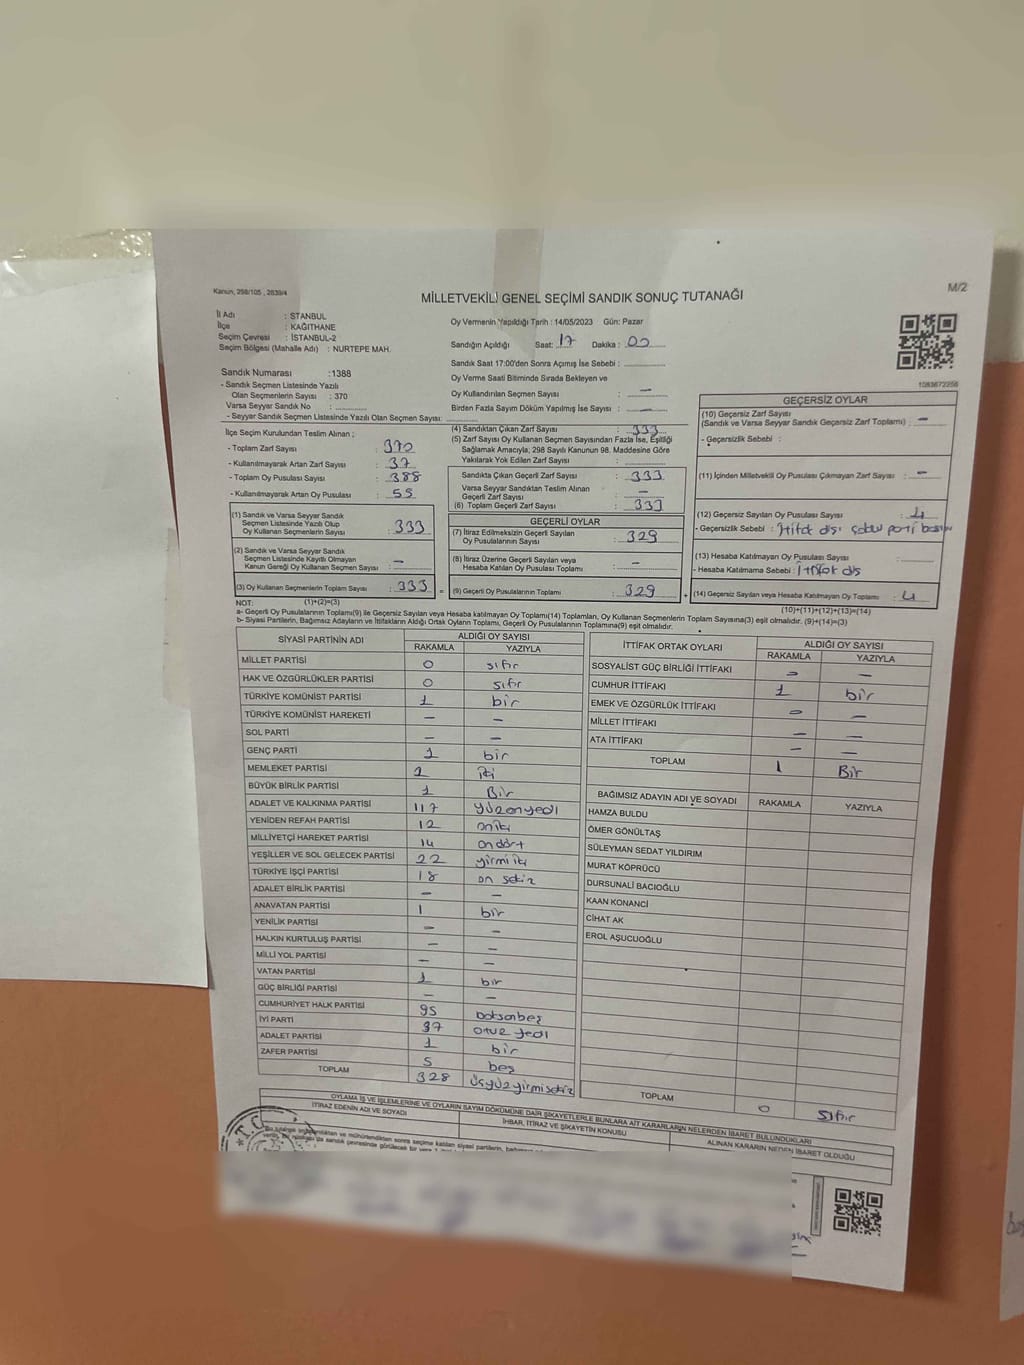 Kanun, 298/105 , 2839/4
M/2
MİLLETVEKİLİ GENEL SEÇİMİ SANDIK SONUÇ TUTANAĞI
İl Adı : İSTANBUL
İlçe : KAĞITHANE
Seçim Çevresi : İSTANBUL-2
Seçim Bölgesi (Mahalle Adı) : NURTEPE MAH.
Oy Vermenin Yapıldığı Tarih : 14/05/2023 Gün: Pazar
Sandığın Açıldığı Saat: 17 Dakika : 00
Sandık Saat 17:00'den Sonra Açımış İse Sebebi :
Oy Verme Saati Bitiminde Sırada Bekleyen ve
Oy Kullandırılan Seçmen Sayısı : —
Birden Fazla Sayım Döküm Yapılmış İse Sayısı : —
1083672256
Sandık Numarası :1388
- Sandık Seçmen Listesinde Yazılı
Olan Seçmenlerin Sayısı : 370
Varsa Seyyar Sandık No :
- Seyyar Sandık Seçmen Listesinde Yazılı Olan Seçmen Sayısı:
İlçe Seçim Kurulundan Teslim Alınan ;
- Toplam Zarf Sayısı : 370
- Kullanılmayarak Artan Zarf Sayısı : 37
- Toplam Oy Pusulası Sayısı : 388
- Kullanılmayarak Artan Oy Pusulası : 55
(1) Sandık ve Varsa Seyyar Sandık
Seçmen Listesinde Yazılı Olup
Oy Kullanan Seçmenlerin Sayısı : 333
(2) Sandık ve Varsa Seyyar Sandık
Seçmen Listesinde Kayıtlı Olmayan
Kanun Gereği Oy Kullanan Seçmen Sayısı : —
(3) Oy Kullanan Seçmenlerin Toplam Sayısı : 333
(1)+(2)=(3)
(4) Sandıktan Çıkan Zarf Sayısı : 333
(5) Zarf Sayısı Oy Kullanan Seçmen Sayısından Fazla İse, Eşitliği
Sağlamak Amacıyla; 298 Sayılı Kanunun 98. Maddesine Göre
Yakılarak Yok Edilen Zarf Sayısı :
Sandıkta Çıkan Geçerli Zarf Sayısı : 333
Varsa Seyyar Sandıktan Teslim Alınan
Geçerli Zarf Sayısı : —
(6) Toplam Geçerli Zarf Sayısı : 333
GEÇERLİ OYLAR
(7) İtiraz Edilmeksizin Geçerli Sayılan
Oy Pusulalarının Sayısı : 329
(8) İtiraz Üzerine Geçerli Sayılan veya
Hesaba Katılan Oy Pusulası Toplamı : —
(9) Geçerli Oy Pusulalarının Toplamı : 329
GEÇERSİZ OYLAR
(10) Geçersiz Zarf Sayısı
(Sandık ve Varsa Seyyar Sandık Geçersiz Zarf Toplamı) : —
- Geçersizlik Sebebi :
(11) İçinden Milletvekili Oy Pusulası Çıkmayan Zarf Sayısı : —
(12) Geçersiz Sayılan Oy Pusulası Sayısı : 4
- Geçersizlik Sebebi : İttifak dışı parti
(13) Hesaba Katılmayan Oy Pusulası Sayısı :
- Hesaba Katılmama Sebebi : İttifak dış
(14) Geçersiz Sayılan veya Hesaba Katılmayan Oy Toplamı : 4
(10)+(11)+(12)+(13)=(14)
NOT:
a- Geçerli Oy Pusulalarının Toplamı(9) ile Geçersiz Sayılan veya Hesaba Katılmayan Oy Toplamı(14) Toplamları, Oy Kullanan Seçmenlerin Toplam Sayısına(3) eşit olmalıdır. (9)+(14)=(3)
b- Siyasi Partilerin, Bağımsız Adayların ve İttifakların Aldığı Ortak Oyların Toplamı, Geçerli Oy Pusulalarının Toplamına(9) eşit olmalıdır.
SİYASİ PARTİNİN ADI ALDIĞI OY SAYISI
RAKAMLA YAZIYLA
MİLLET PARTİSİ 0 sıfır
HAK VE ÖZGÜRLÜKLER PARTİSİ 0 sıfır
TÜRKİYE KOMÜNİST PARTİSİ 1 bir
TÜRKİYE KOMÜNİST HAREKETİ — —
SOL PARTİ — —
GENÇ PARTİ 1 bir
MEMLEKET PARTİSİ 2 iki
BÜYÜK BİRLİK PARTİSİ 1 Bir
ADALET VE KALKINMA PARTİSİ 117 yüzonyedi
YENİDEN REFAH PARTİSİ 12 oniki
MİLLİYETÇİ HAREKET PARTİSİ 14 ondört
YEŞİLLER VE SOL GELECEK PARTİSİ 22 yirmi iki
TÜRKİYE İŞÇİ PARTİSİ 18 on sekiz
ADALET BİRLİK PARTİSİ — —
ANAVATAN PARTİSİ 1 bir
YENİLİK PARTİSİ — —
HALKIN KURTULUŞ PARTİSİ — —
MİLLİ YOL PARTİSİ — —
VATAN PARTİSİ 1 bir
GÜÇ BİRLİĞİ PARTİSİ — —
CUMHURİYET HALK PARTİSİ 95 doksanbeş
İYİ PARTİ 37 otuz yedi
ADALET PARTİSİ 1 bir
ZAFER PARTİSİ 5 beş
TOPLAM 328 üçyüzyirmisekiz
İTTİFAK ORTAK OYLARI ALDIĞI OY SAYISI
RAKAMLA YAZIYLA
SOSYALİST GÜÇ BİRLİĞİ İTTİFAKI — —
CUMHUR İTTİFAKI 1 bir
EMEK VE ÖZGÜRLÜK İTTİFAKI — —
MİLLET İTTİFAKI — —
ATA İTTİFAKI — —
TOPLAM 1 Bir
BAĞIMSIZ ADAYIN ADI VE SOYADI RAKAMLA YAZIYLA
HAMZA BULDU
ÖMER GÖNÜLTAŞ
SÜLEYMAN SEDAT YILDIRIM
MURAT KÖPRÜCÜ
DURSUNALİ BACIOĞLU
KAAN KONANCİ
CİHAT AK
EROL AŞUCUOĞLU
TOPLAM 0 sıfır
OYLAMA İŞ VE İŞLEMLERİNE VE OYLARIN SAYIM DÖKÜMÜNE DAİR ŞİKAYETLERLE BUNLARA AİT KARARLARIN NELERDEN İBARET BULUNDUKLARI
İTİRAZ EDENİN ADI VE SOYADI İHBAR, İTİRAZ VE ŞİKAYETİN KONUSU ALINAN KARARIN NEDEN İBARET OLDUĞU
T.C.